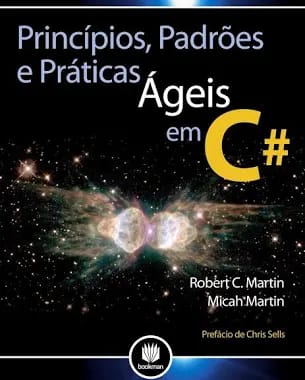 Princípios, Padrões
e Práticas
Ágeis
em C#
Robert C. Martin
Micah Martin
Prefácio de Chris Sells
bookman